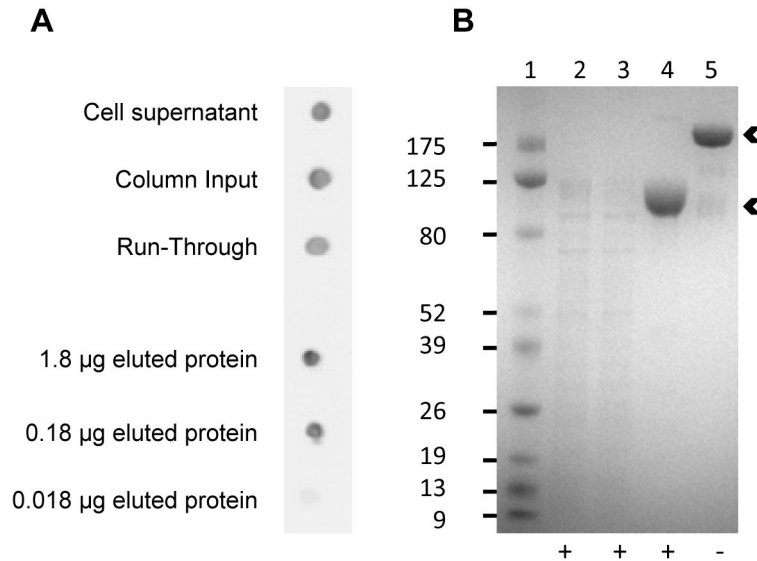 A
Cell supernatant
Column Input
Run-Through
1.8 µg eluted protein
0.18 µg eluted protein
0.018 µg eluted protein
B
1 2 3 4 5
175
125
80
52
39
26
19
13
9
+ + + -